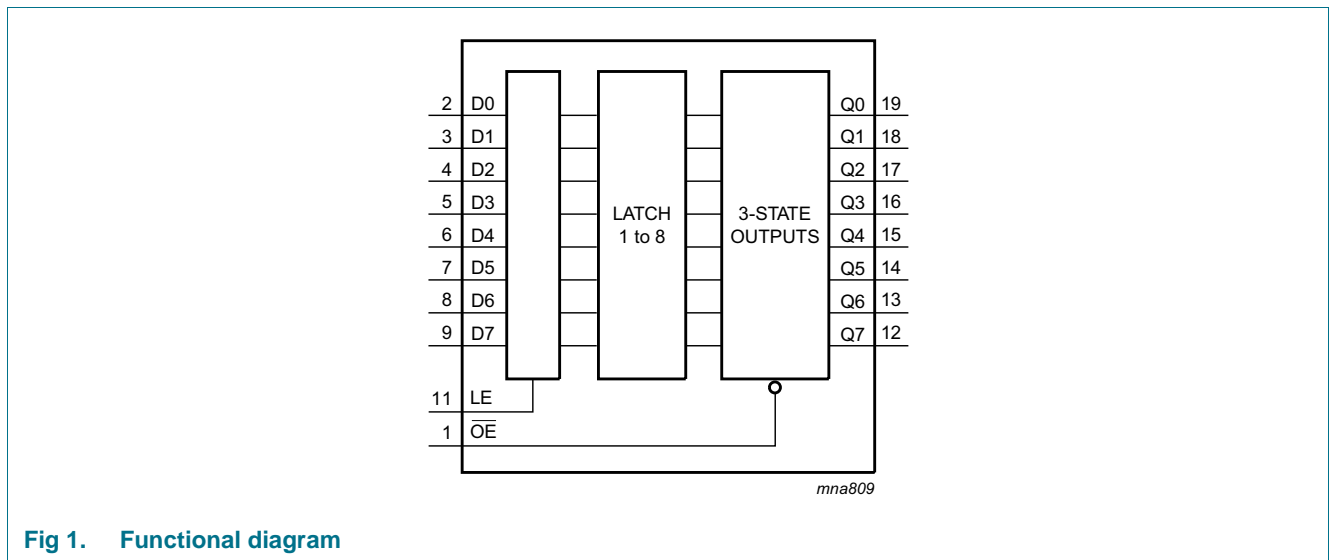 2 D0 Q0 19
3 D1 Q1 18
4 D2 Q2 17
5 D3 Q3 16
6 D4 LATCH 3-STATE Q4 15
1 to 8 OUTPUTS
7 D5 Q5 14
8 D6 Q6 13
9 D7 Q7 12
11 LE
1 O̅E̅
mna809
Fig 1. Functional diagram